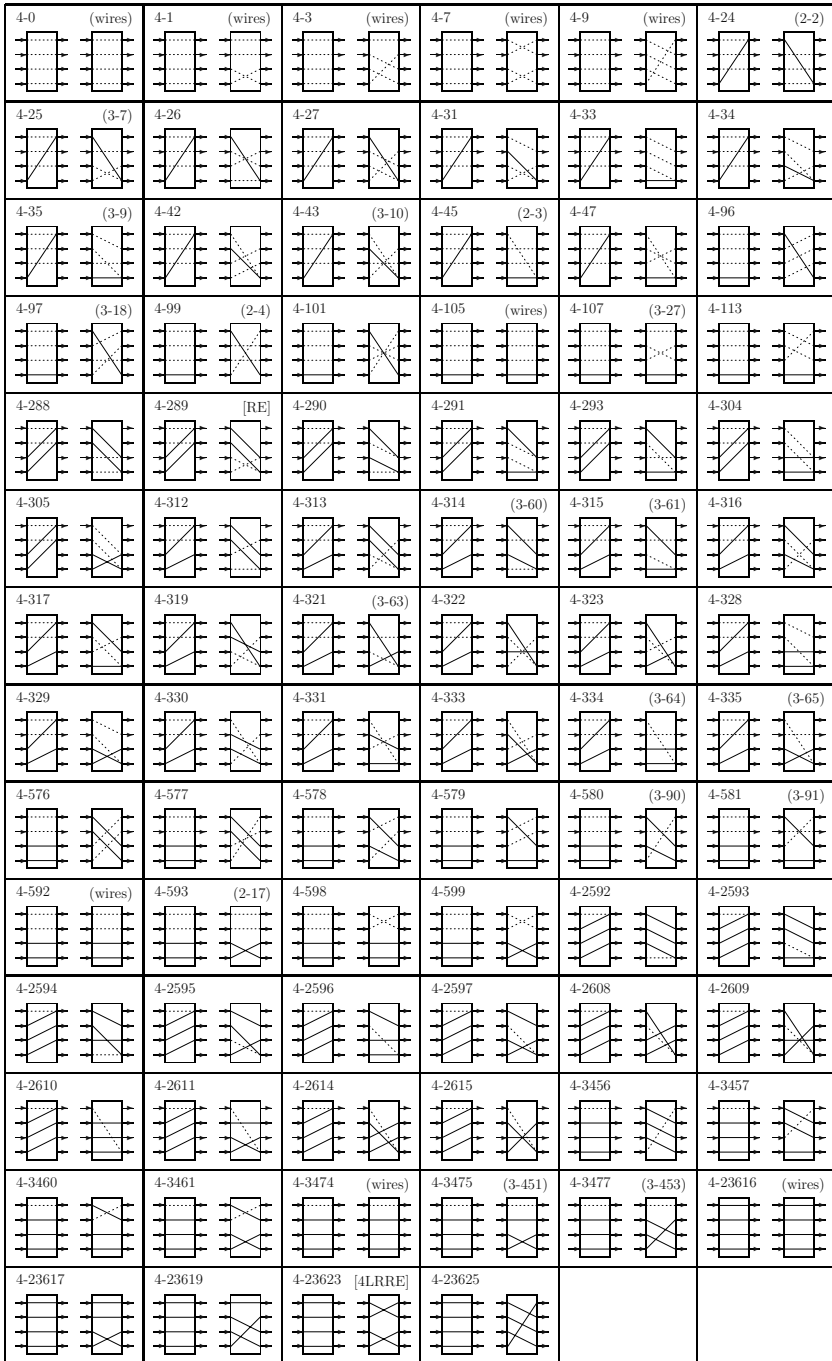 4-0 (wires) 4-1 (wires) 4-3 (wires) 4-7 (wires) 4-9 (wires) 4-24 (2-2)
4-25 (3-7) 4-26 4-27 4-31 4-33 4-34
4-35 (3-9) 4-42 4-43 (3-10) 4-45 (2-3) 4-47 4-96
4-97 (3-18) 4-99 (2-4) 4-101 4-105 (wires) 4-107 (3-27) 4-113
4-288 4-289 [RE] 4-290 4-291 4-293 4-304
4-305 4-312 4-313 4-314 (3-60) 4-315 (3-61) 4-316
4-317 4-319 4-321 (3-63) 4-322 4-323 4-328
4-329 4-330 4-331 4-333 4-334 (3-64) 4-335 (3-65)
4-576 4-577 4-578 4-579 4-580 (3-90) 4-581 (3-91)
4-592 (wires) 4-593 (2-17) 4-598 4-599 4-2592 4-2593
4-2594 4-2595 4-2596 4-2597 4-2608 4-2609
4-2610 4-2611 4-2614 4-2615 4-3456 4-3457
4-3460 4-3461 4-3474 (wires) 4-3475 (3-451) 4-3477 (3-453) 4-23616 (wires)
4-23617 4-23619 4-23623 [4LRRE] 4-23625